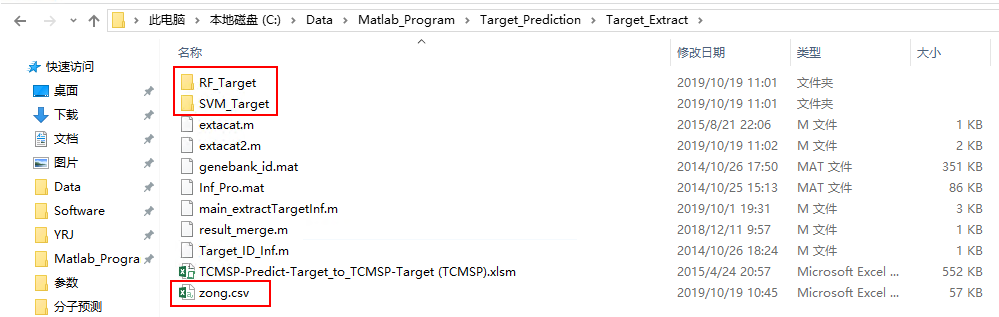 此电脑 > 本地磁盘 (C:) > Data > Matlab_Program > Target_Prediction > Target_Extract >
快速访问
桌面
下载
文档
图片
Data
Software
YRJ
Matlab_Progra
参数
分子预测
名称 修改日期 类型 大小
RF_Target 2019/10/19 11:01 文件夹
SVM_Target 2019/10/19 11:01 文件夹
extacat.m 2015/8/21 22:06 M 文件 1 KB
extacat2.m 2019/10/19 11:02 M 文件 2 KB
genebank_id.mat 2014/10/26 17:50 MAT 文件 351 KB
Inf_Pro.mat 2014/10/25 15:13 MAT 文件 86 KB
main_extractTargetInf.m 2019/10/1 19:31 M 文件 3 KB
result_merge.m 2018/12/11 9:57 M 文件 1 KB
Target_ID_Inf.m 2014/10/26 18:24 M 文件 1 KB
TCMSP-Predict-Target_to_TCMSP-Target (TCMSP).xlsm 2015/4/24 20:57 Microsoft Excel ... 552 KB
zong.csv 2019/10/19 10:45 Microsoft Excel ... 57 KB